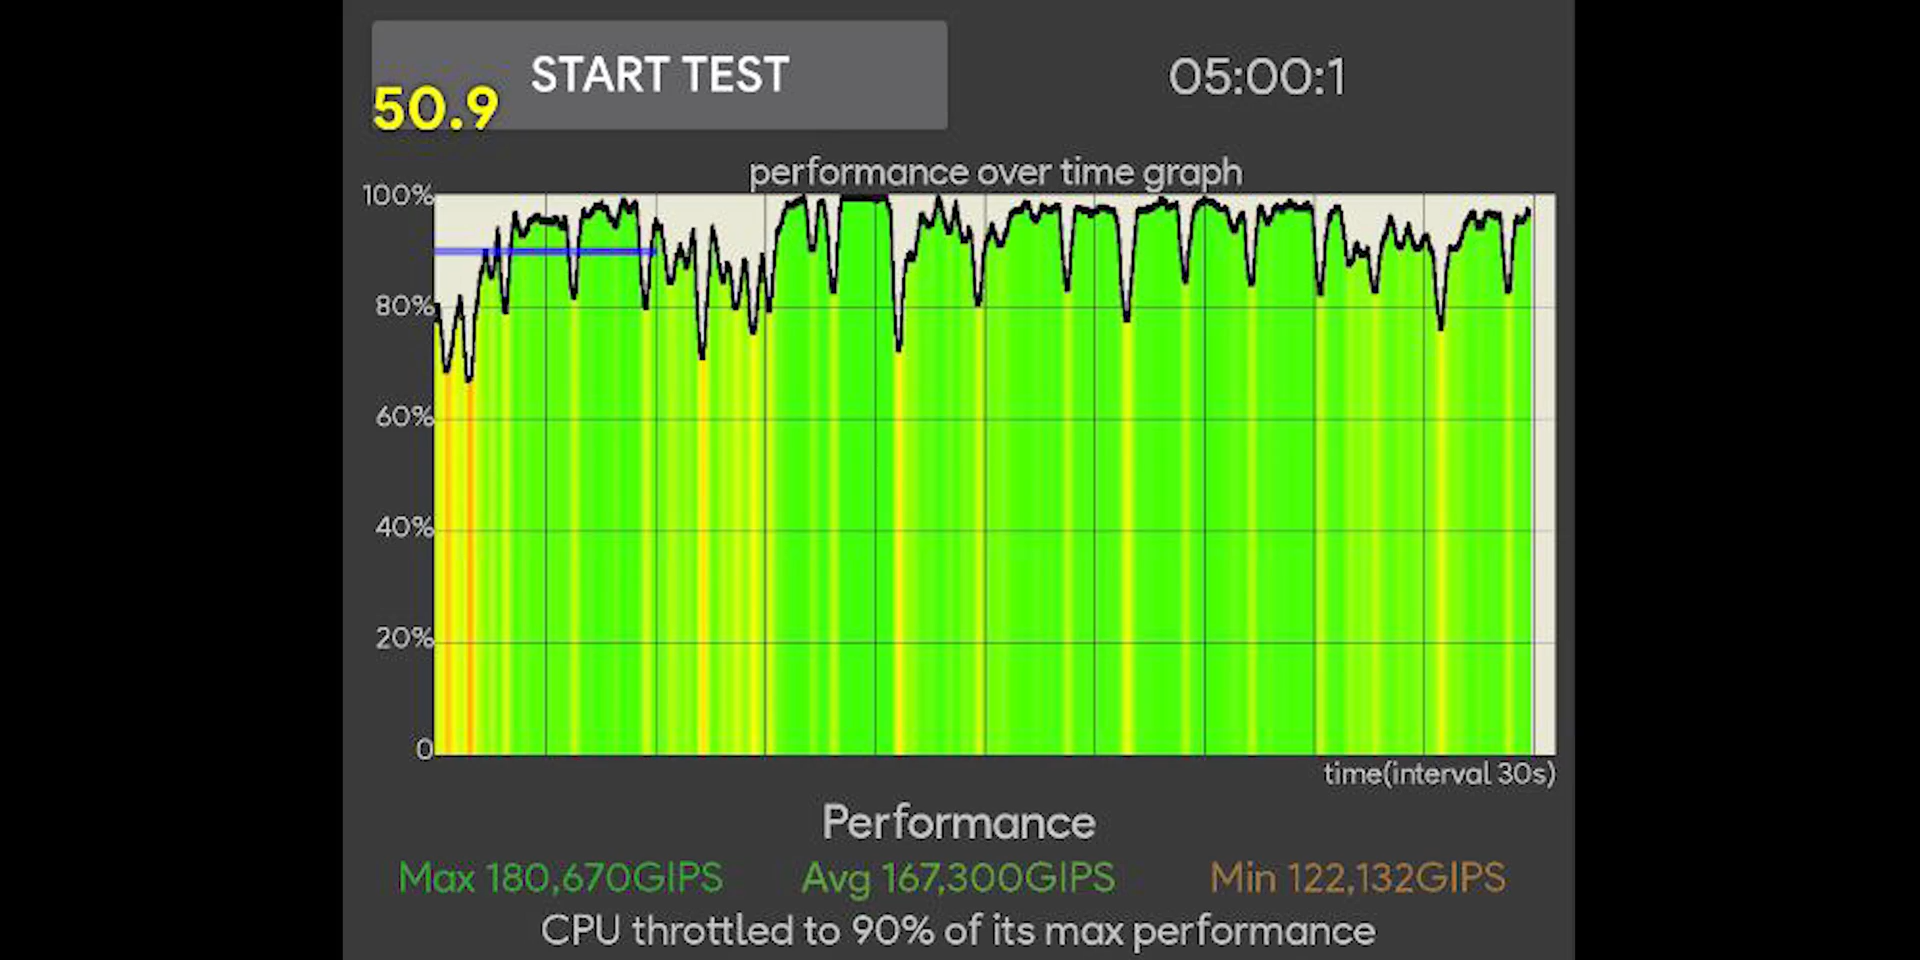 START TEST
50.9
05:00:1
performance over time graph
100%
80%
60%
40%
20%
0
time(interval 30s)
Performance
Max 180,670GIPS Avg 167,300GIPS Min 122,132GIPS
CPU throttled to 90% of its max performance